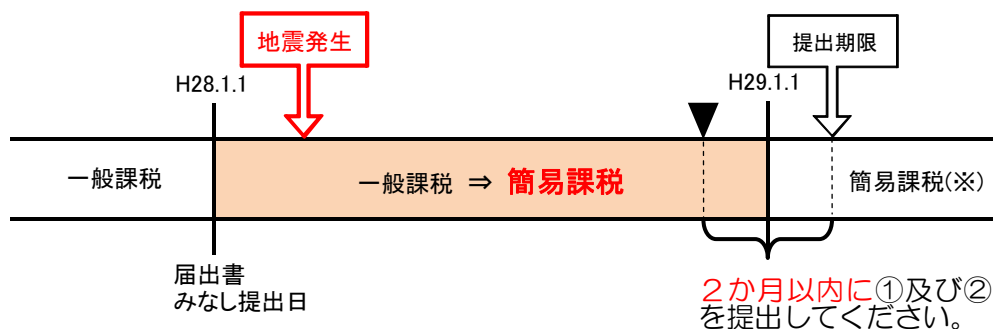 地震発生
提出期限
H28.1.1
H29.1.1
一般課税
一般課税 ⇒ 簡易課税
簡易課税(※)
届出書
みなし提出日
２か月以内に①及び②
を提出してください。